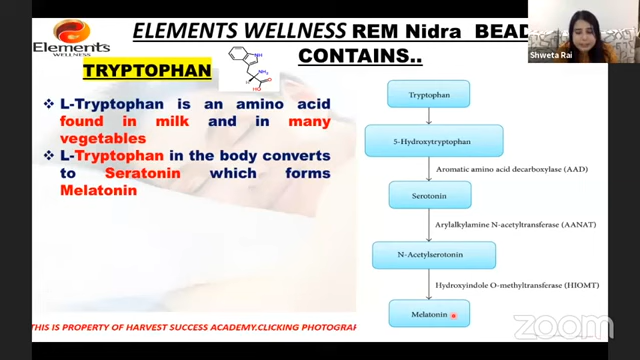 Elements
WELLNESS
ELEMENTS WELLNESS REM Nidra BEAD
CONTAINS..
Shweta Rai
TRYPTOPHAN
NH
NH₂
HO
O
❖ L-Tryptophan is an amino acid
found in milk and in many
vegetables
❖ L-Tryptophan in the body converts
to Seratonin which forms
Melatonin
Tryptophan
5-Hydroxytryptophan
Aromatic amino acid decarboxylase (AAD)
Serotonin
Arylalkylamine N-acetyltransferase (AANAT)
N-Acetylserotonin
Hydroxyindole O-methyltransferase (HIOMT)
Melatonin
THIS IS PROPERTY OF HARVEST SUCCESS ACADEMY.CLICKING PHOTOGRAP
zoom